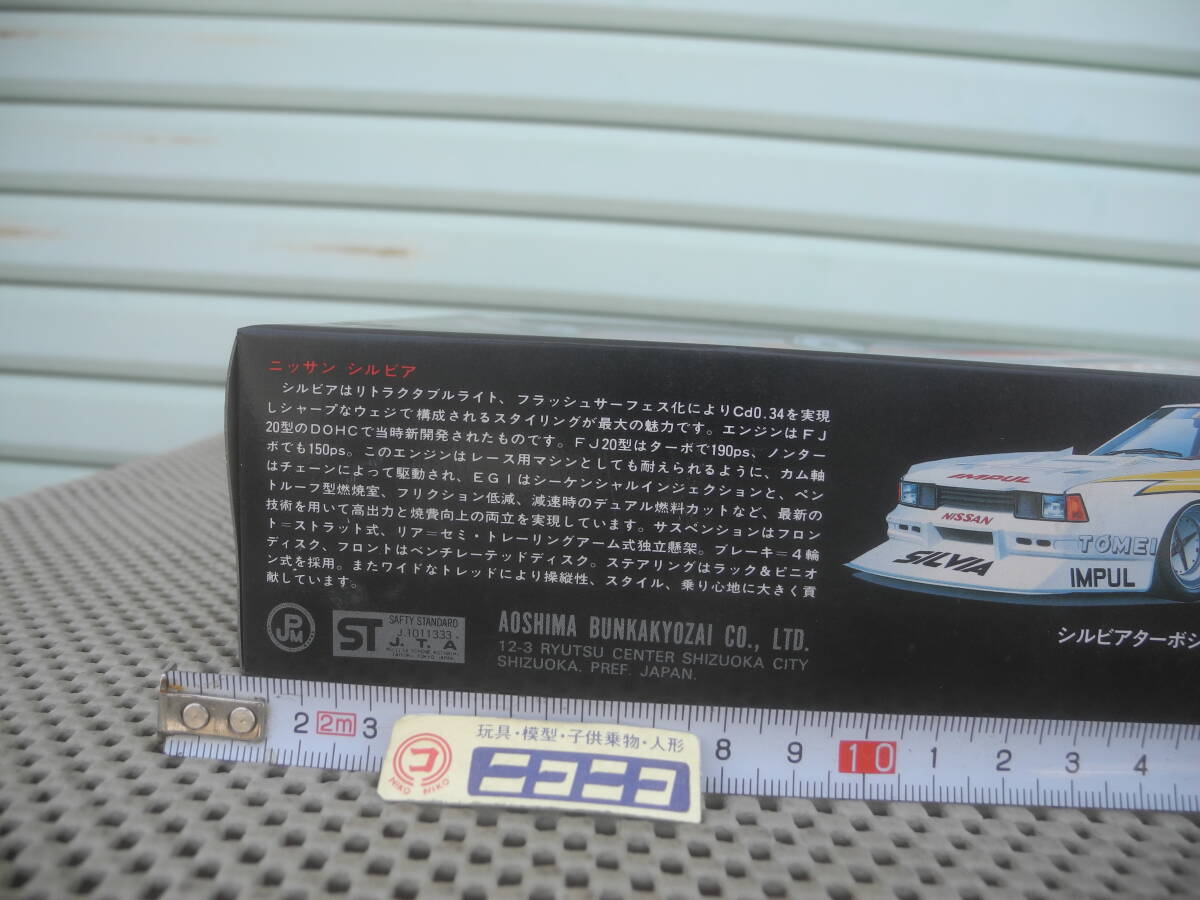 ニッサン シルビア
シルビアはリトラクタブルライト、フラッシュサーフェス化によりCd0.34を実現
しシャープなウェジで構成されるスタイリングが最大の魅力です。エンジンはFJ
20型のDOHCで当時新開発されたものです。FJ20型はターボで190ps、ノンター
ボでも150ps。このエンジンはレース用マシンとしても耐えられるように、カム軸
はチェーンによって駆動され、EGIはシーケンシャルインジェクションと、ペン
トルーフ型燃焼室、フリクション低減、減速時のデュアル燃料カットなど、最新の
技術を用いて高出力と燃費向上の両立を実現しています。サスペンションはフロン
ト=ストラット式、リア=セミ・トレーリングアーム式独立懸架。ブレーキ=4輪
ディスク、フロントはベンチレーテッドディスク。ステアリングはラック&ピニオ
ン式を採用。またワイドなトレッドにより操縦性、スタイル、乗り心地に大きく貢
献しています。
JPM
ST
SAFTY STANDARD
J.1011333
J.T.A
AOSHIMA BUNKAKYOZAI CO., LTD.
12-3 RYUTSU CENTER SHIZUOKA CITY
SHIZUOKA. PREF. JAPAN.
IMPUL
NISSAN
SILVIA
TOMEI
IMPUL
シルビアターボシ
2 2m 3 8 9 10 1 2 3 4
玩具・模型・子供乗物・人形
コ
NIKO NIKO
ニコニコ